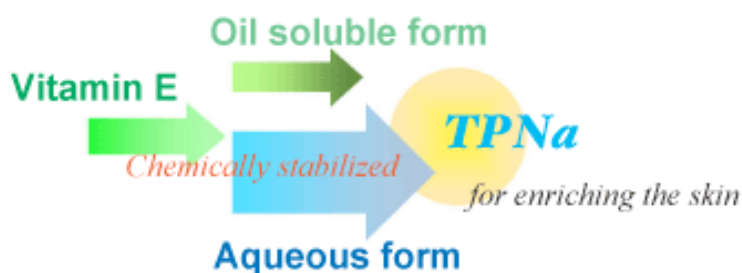 Oil soluble form
Vitamin E
TPNa
Chemically stabilized
for enriching the skin
Aqueous form